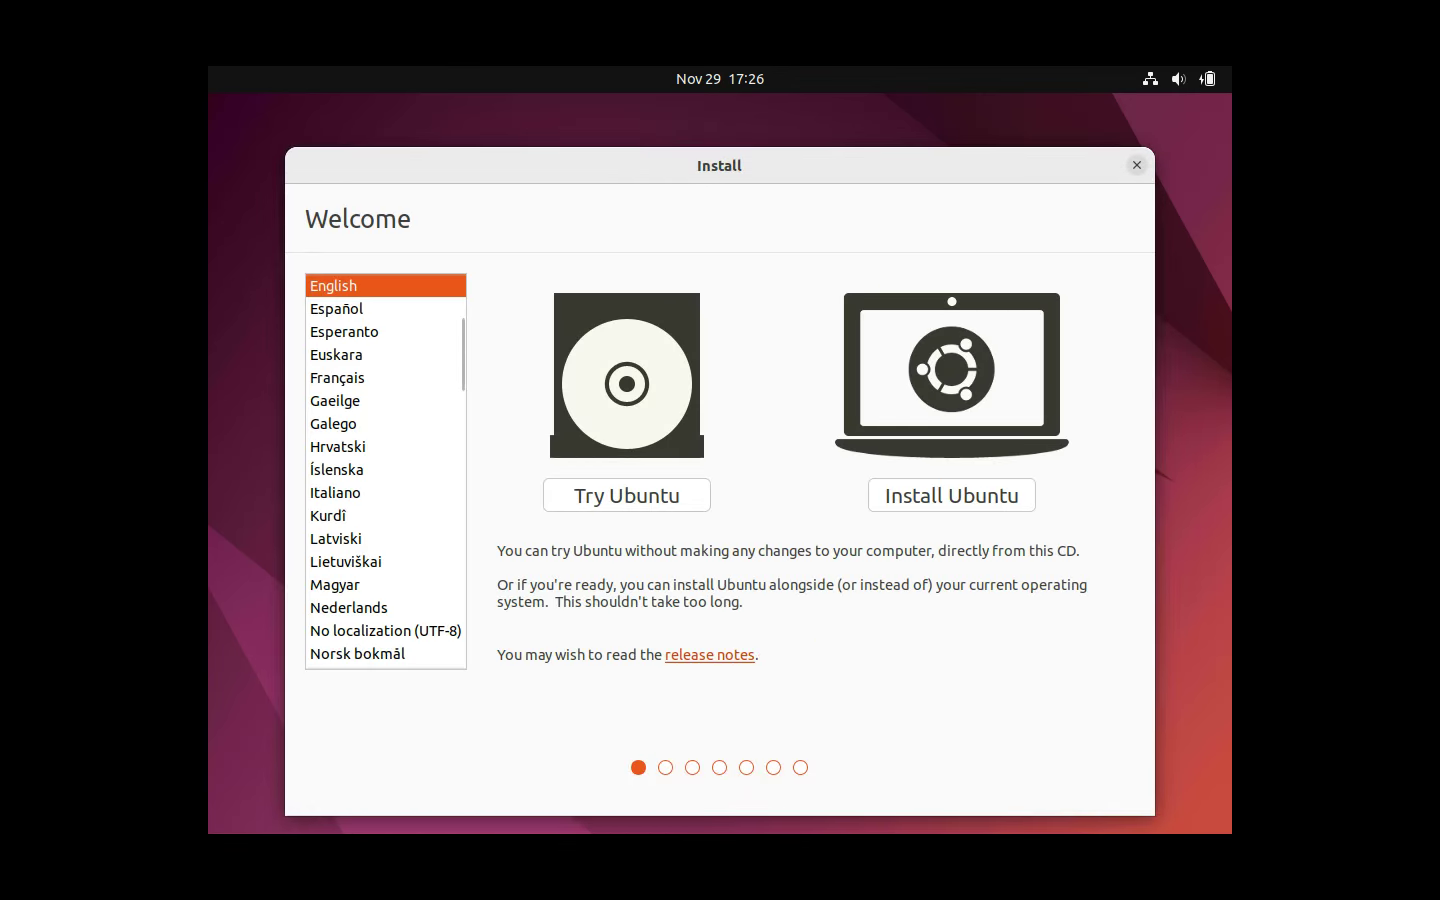 Nov 29 17:26
Install
Welcome
English
Español
Esperanto
Euskara
Français
Gaeilge
Galego
Hrvatski
Íslenska
Italiano
Kurdî
Latviski
Lietuviškai
Magyar
Nederlands
No localization (UTF-8)
Norsk bokmål
Try Ubuntu
Install Ubuntu
You can try Ubuntu without making any changes to your computer, directly from this CD.
Or if you're ready, you can install Ubuntu alongside (or instead of) your current operating
system. This shouldn't take too long.
You may wish to read the release notes.